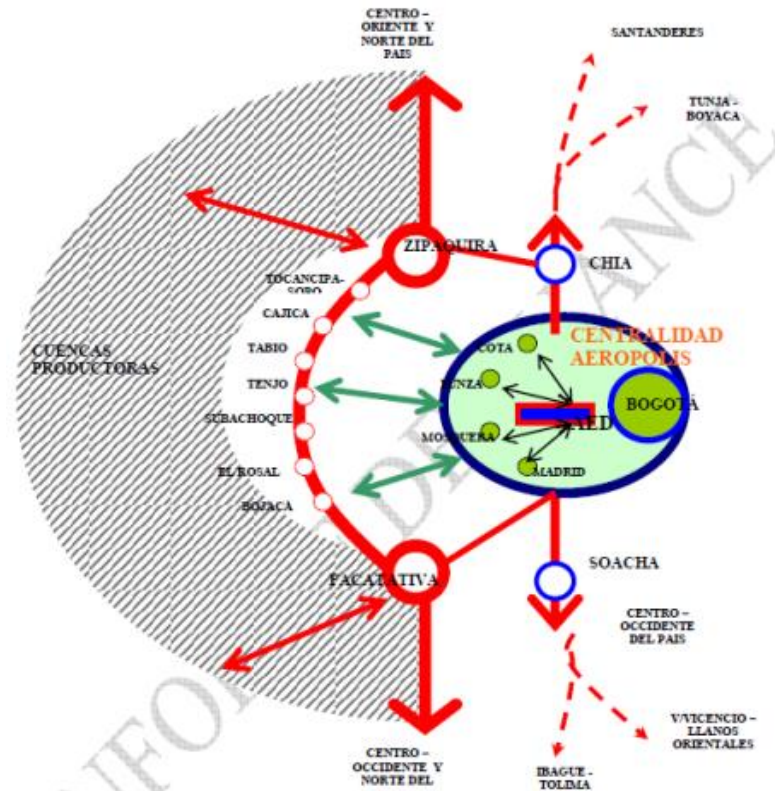 CENTRO –
ORIENTE Y
NORTE DEL
PAIS
SANTANDERES
TUNJA -
BOYACA
ZIPAQUIRA
CHIA
TOCANCIPA-
SOPO
CAJICA
CENTRALIDAD
AEROPOLIS
COTA
CUENCAS
PRODUCTORAS
TABIO
TENJO
FUNZA
BOGOTÁ
SUBACHOQUE
AED
MOSQUERA
EL ROSAL
MADRID
BOJACA
FACATATIVA
SOACHA
CENTRO –
OCCIDENTE
DEL PAIS
V/VICENCIO –
LLANOS
ORIENTALES
CENTRO –
OCCIDENTE Y
NORTE DEL
IBAGUE -
TOLIMA